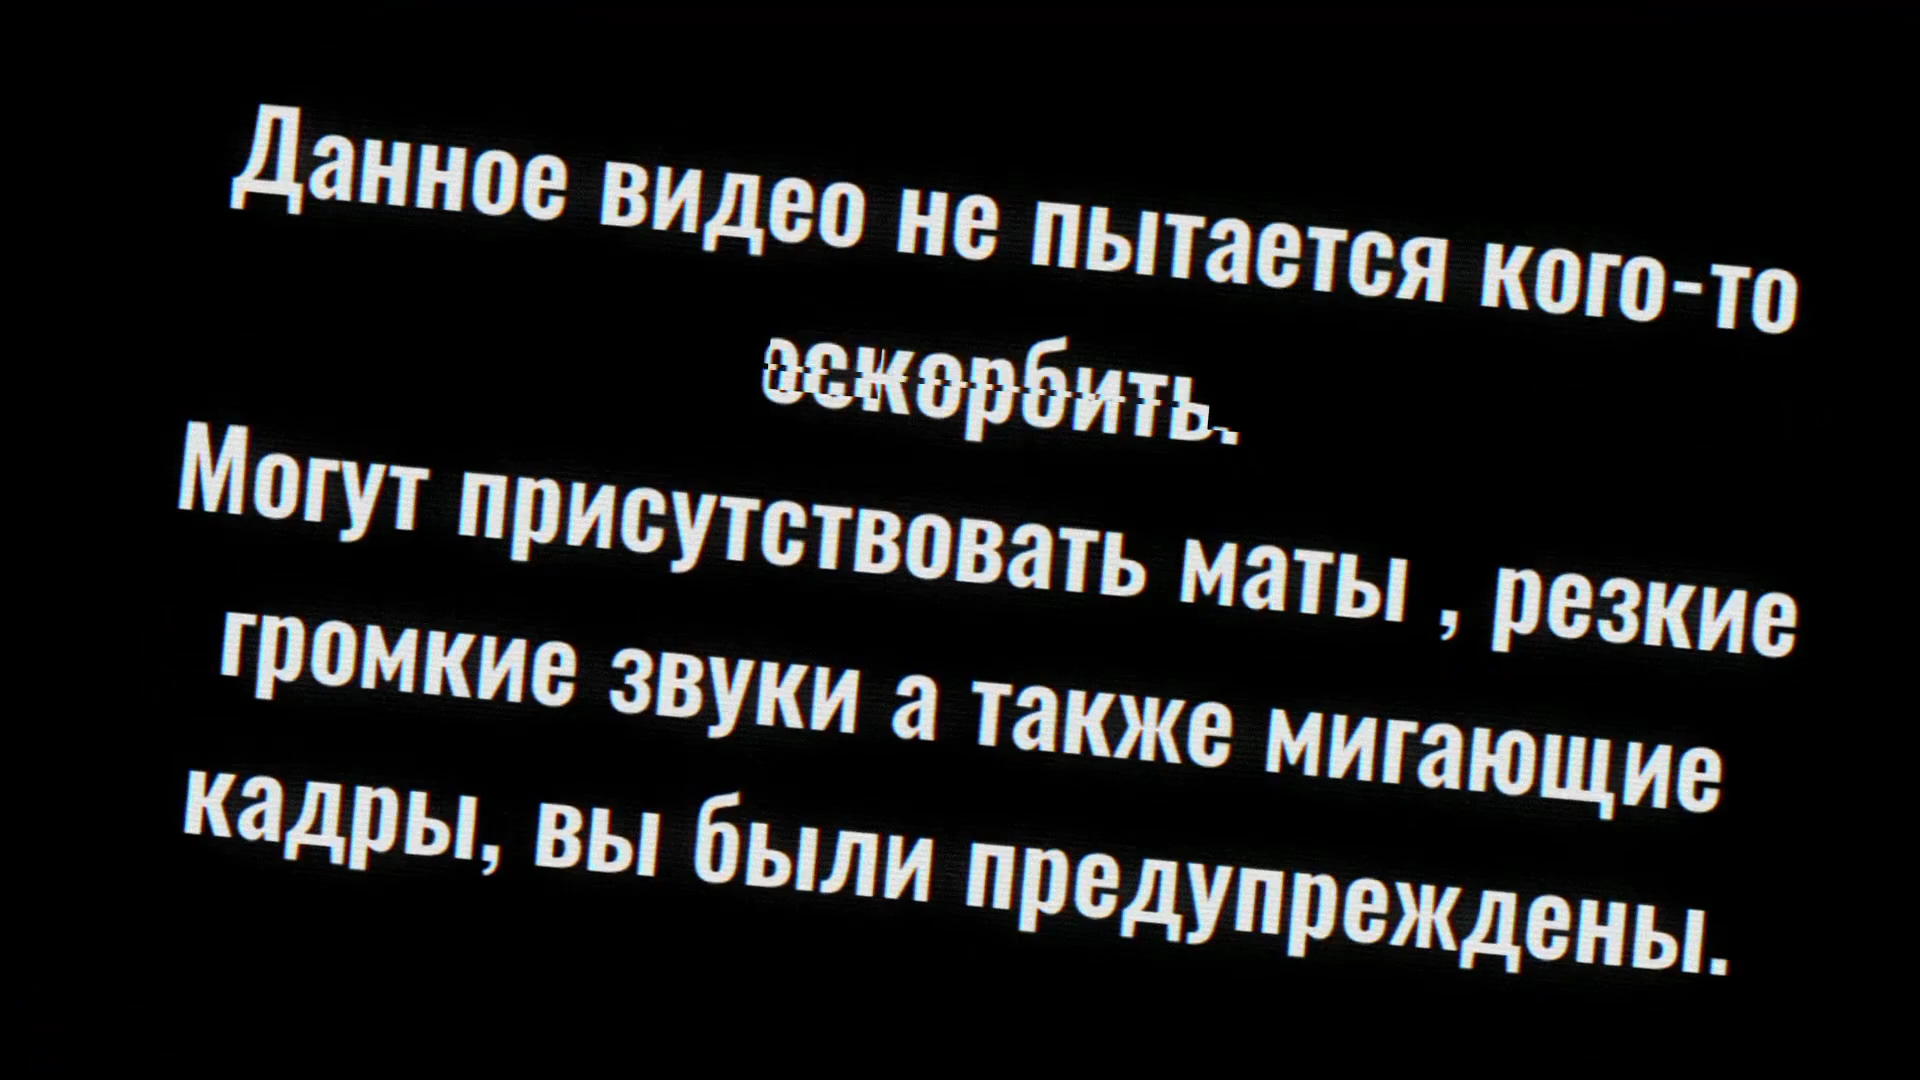 Данное видео не пытается кого-то
оскорбить.
Могут присутствовать маты , резкие
громкие звуки а также мигающие
кадры, вы были предупреждены.